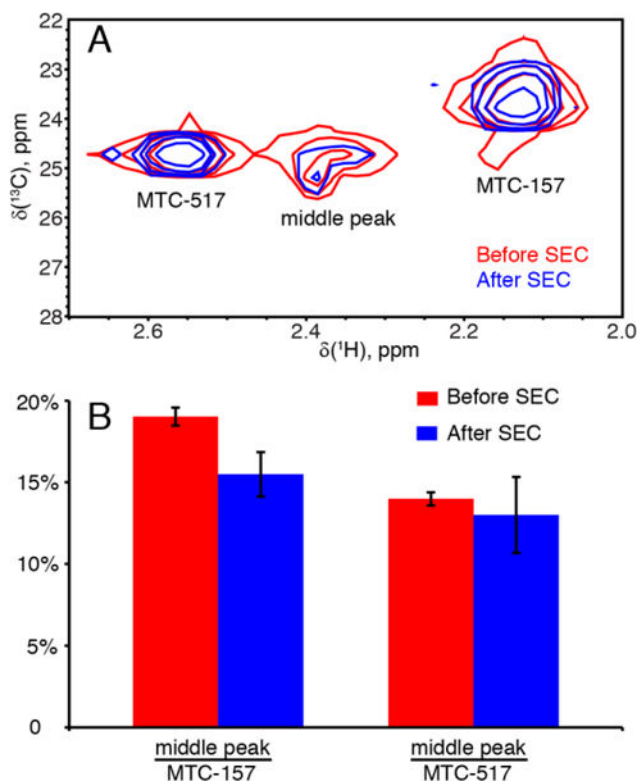 A
22
23
24
25
26
27
28
δ(¹³C), ppm
MTC-517
middle peak
MTC-157
Before SEC
After SEC
2.6
2.4
2.2
2.0
δ(¹H), ppm
B
20%
15%
10%
5%
0
Before SEC
After SEC
middle peak
MTC-157
middle peak
MTC-517